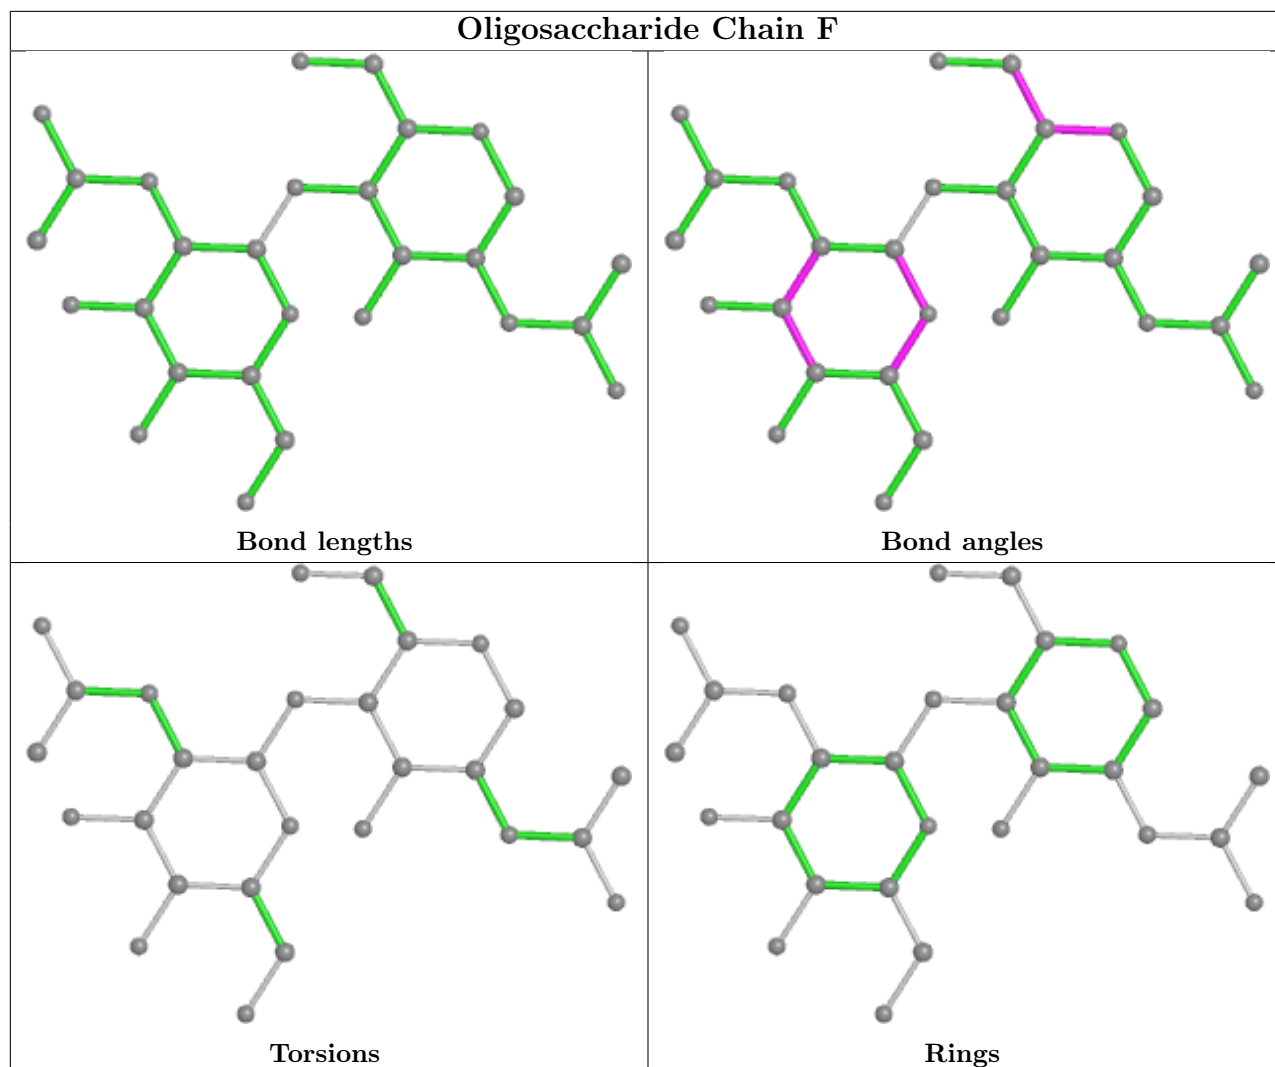 Oligosaccharide Chain F
Bond lengths
Bond angles
Torsions
Rings